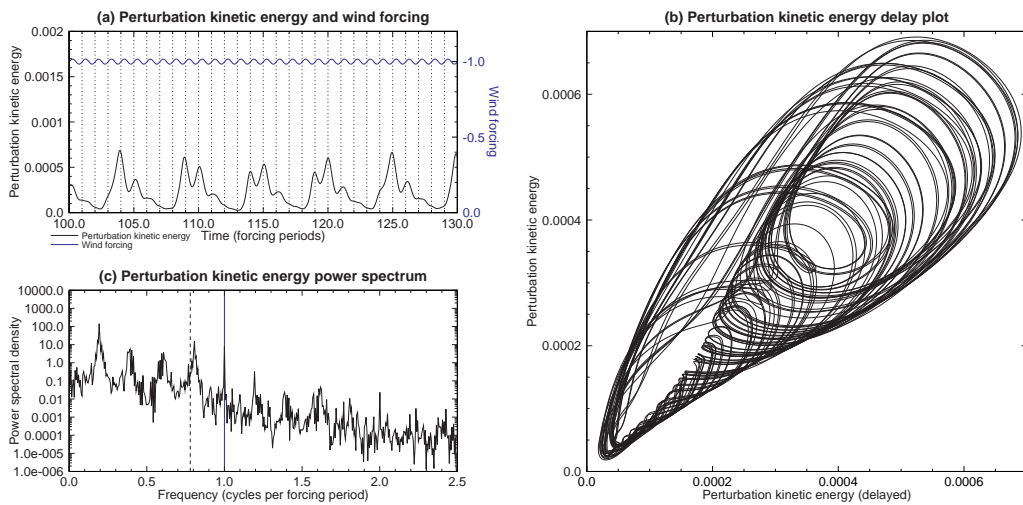 (a) Perturbation kinetic energy and wind forcing
0.002
0.0015
0.001
0.0005
0.0
Perturbation kinetic energy
-1.0
-0.5
0.0
Wind forcing
100.0 105.0 110.0 115.0 120.0 125.0 130.0
Time (forcing periods)
Perturbation kinetic energy
Wind forcing
(c) Perturbation kinetic energy power spectrum
10000.0
1000.0
100.0
10.0
1.0
0.1
0.01
0.001
0.0001
1.0e-005
1.0e-006
Power spectral density
0.0 0.5 1.0 1.5 2.0 2.5
Frequency (cycles per forcing period)
(b) Perturbation kinetic energy delay plot
0.0006
0.0004
0.0002
0.0
Perturbation kinetic energy
0.0 0.0002 0.0004 0.0006
Perturbation kinetic energy (delayed)